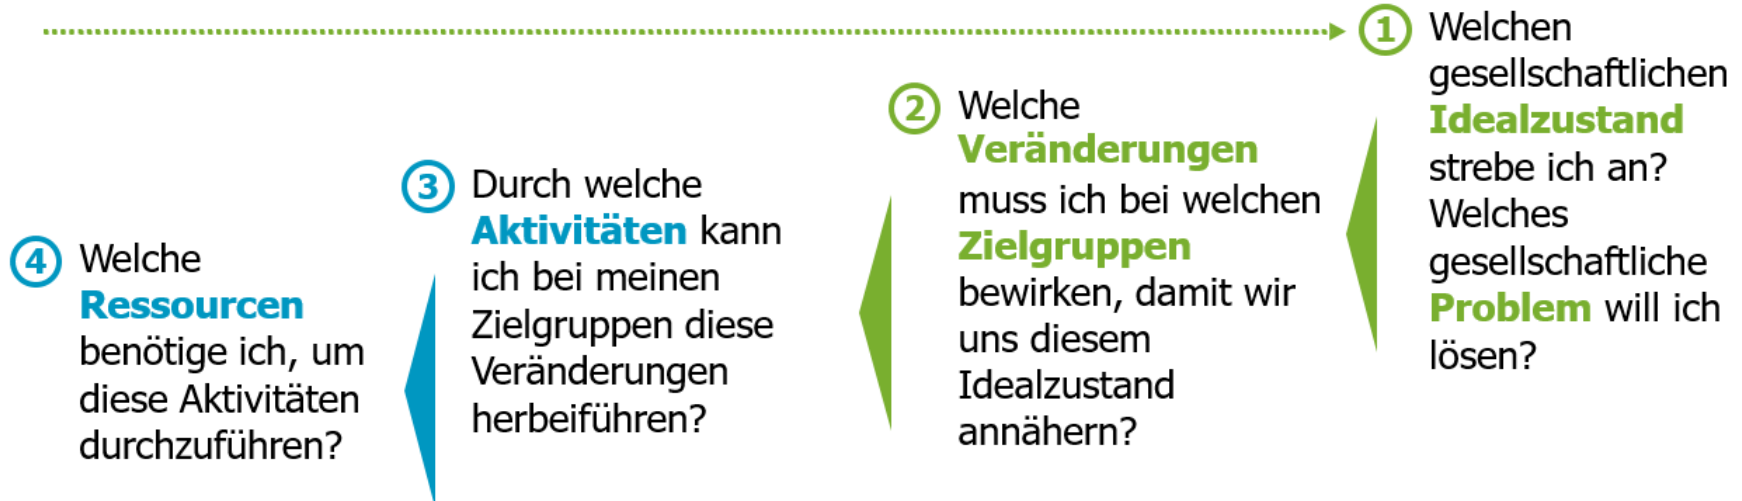 1
Welchen
gesellschaftlichen
Idealzustand
strebe ich an?
Welches
gesellschaftliche
Problem will ich
lösen?
2
Welche
Veränderungen
muss ich bei welchen
Zielgruppen
bewirken, damit wir
uns diesem
Idealzustand
annähern?
3
Durch welche
Aktivitäten kann
ich bei meinen
Zielgruppen diese
Veränderungen
herbeiführen?
4
Welche
Ressourcen
benötige ich, um
diese Aktivitäten
durchzuführen?